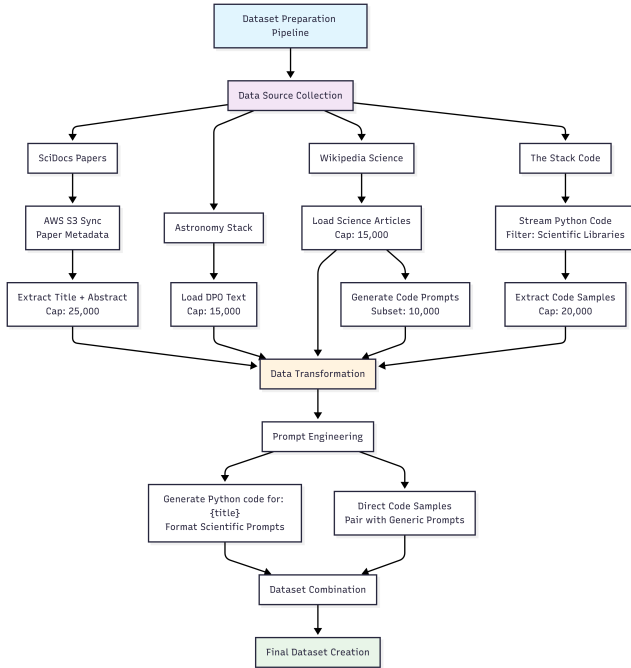 Dataset Preparation
Pipeline
Data Source Collection
SciDocs Papers
Wikipedia Science
The Stack Code
AWS S3 Sync
Paper Metadata
Astronomy Stack
Load Science Articles
Cap: 15,000
Stream Python Code
Filter: Scientific Libraries
Extract Title + Abstract
Cap: 25,000
Load DPO Text
Cap: 15,000
Generate Code Prompts
Subset: 10,000
Extract Code Samples
Cap: 20,000
Data Transformation
Prompt Engineering
Generate Python code for:
{title}
Format Scientific Prompts
Direct Code Samples
Pair with Generic Prompts
Dataset Combination
Final Dataset Creation